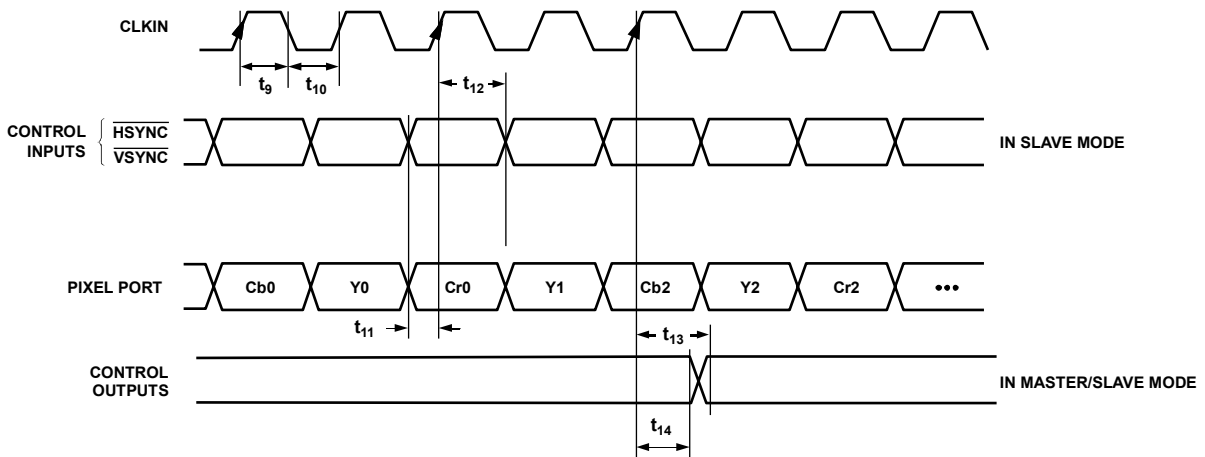 CLKIN
t9
t10
t12
CONTROL INPUTS
HSYNC
VSYNC
IN SLAVE MODE
PIXEL PORT
Cb0 Y0 Cr0 Y1 Cb2 Y2 Cr2 •••
t11
t13
CONTROL OUTPUTS
IN MASTER/SLAVE MODE
t14